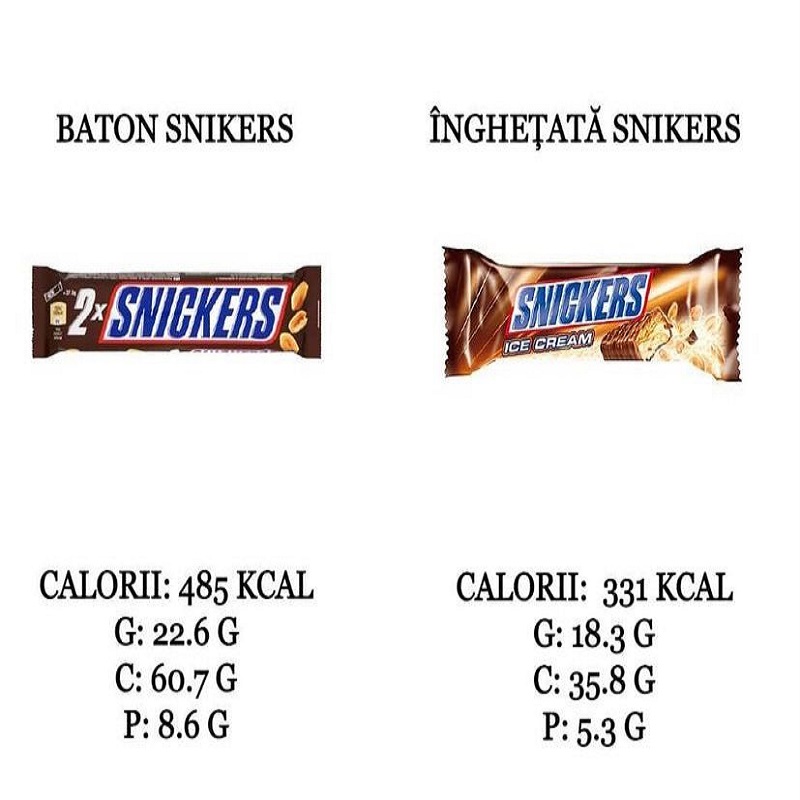 BATON SNIKERS
ÎNGHEȚATĂ SNIKERS
2x SNICKERS
SNICKERS
ICE CREAM
CALORII: 485 KCAL
G: 22.6 G
C: 60.7 G
P: 8.6 G
CALORII: 331 KCAL
G: 18.3 G
C: 35.8 G
P: 5.3 G